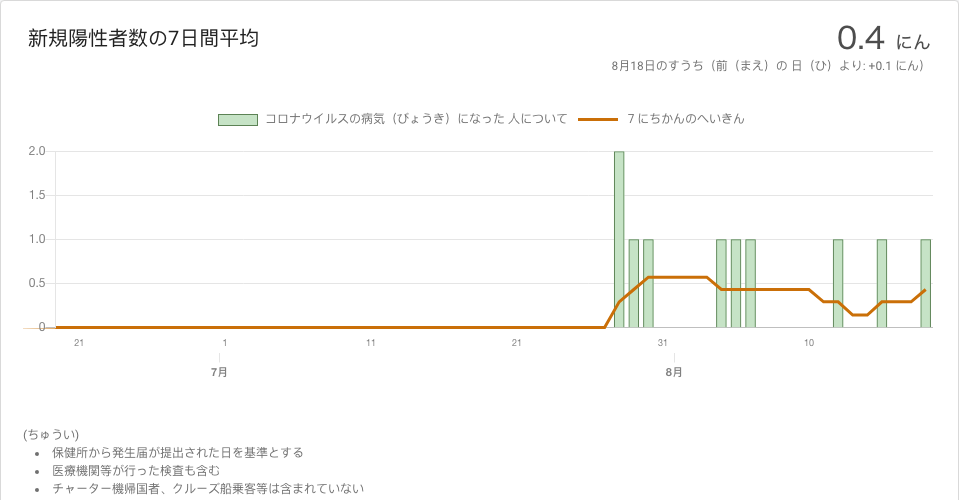 新規陽性者数の7日間平均
0.4 にん
8月18日のすうち（前（まえ）の 日（ひ）より: +0.1 にん）
コロナウイルスの病気（びょうき）になった 人について 7 にちかんのへいきん
2.0
1.5
1.0
0.5
0
21 1 11 21 31 10
7月 8月
(ちゅうい)
• 保健所から発生届が提出された日を基準とする
• 医療機関等が行った検査も含む
• チャーター機帰国者、クルーズ船乗客等は含まれていない